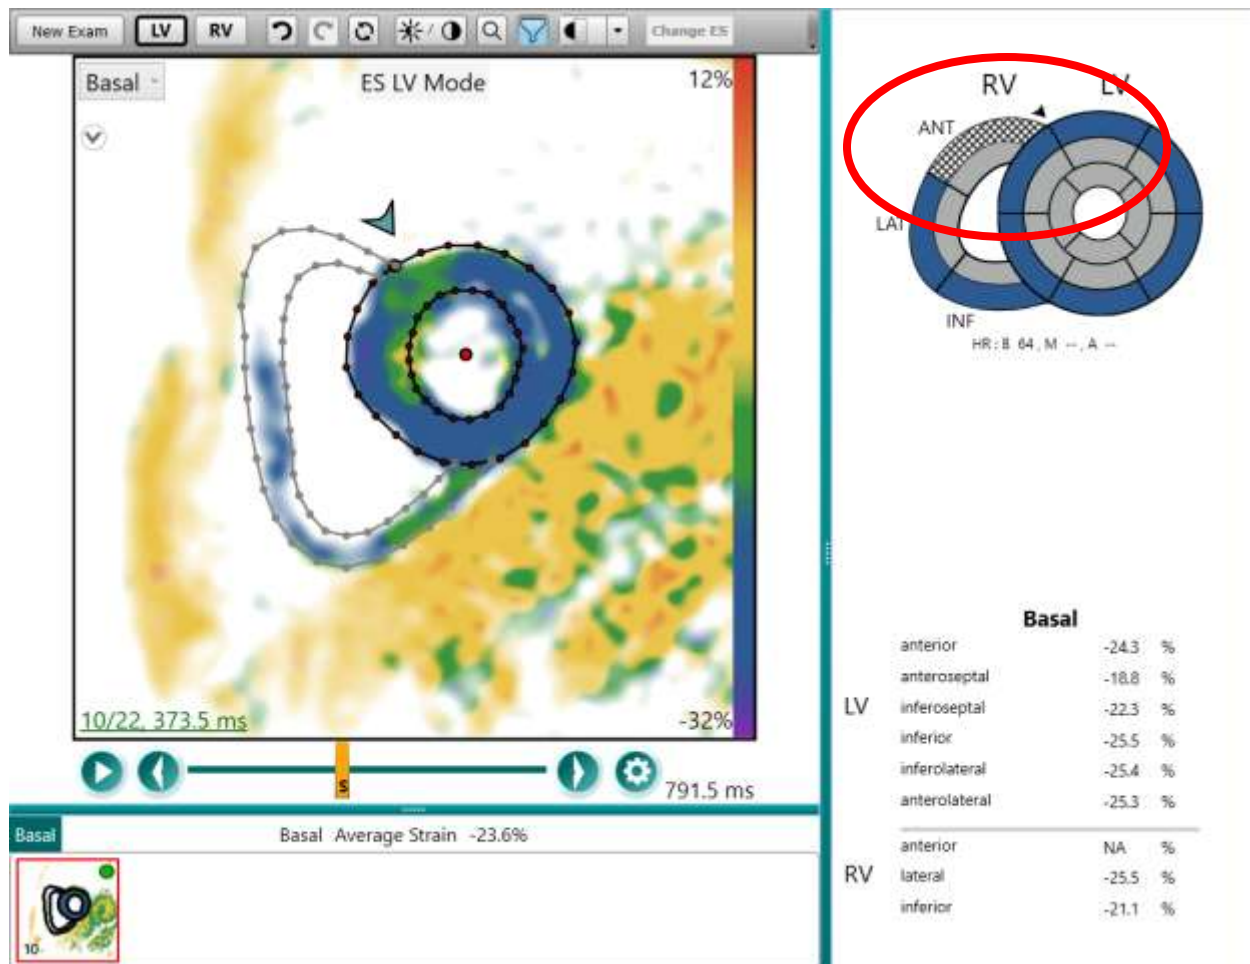 New Exam LV RV Change ES
Basal ES LV Mode 12%
10/22, 373.5 ms -32%
S
791.5 ms
Basal Basal Average Strain -23.6%
10
RV LV
ANT
LAT
INF
HR: B 64, M --, A --
Basal
LV
anterior -24.3 %
anteroseptal -18.8 %
inferoseptal -22.3 %
inferior -25.5 %
inferolateral -25.4 %
anterolateral -25.3 %
RV
anterior NA %
lateral -25.5 %
inferior -21.1 %